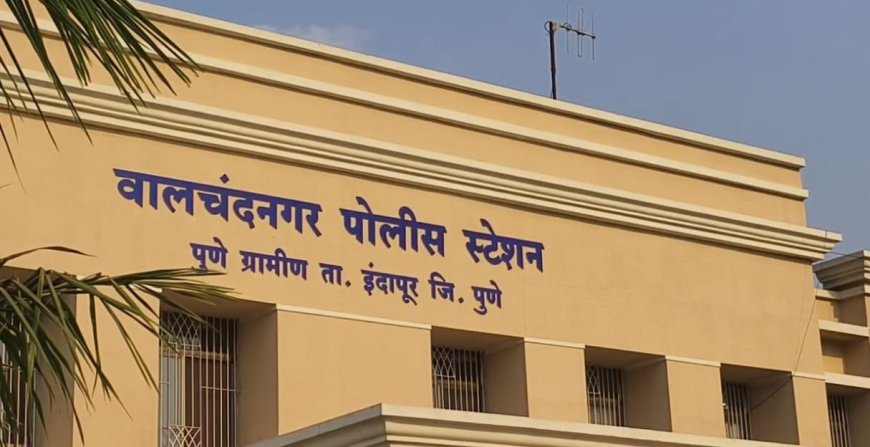 वालचंदनगर पोलीस स्टेशन
पुणे ग्रामीण ता. इंदापूर जि. पुणे